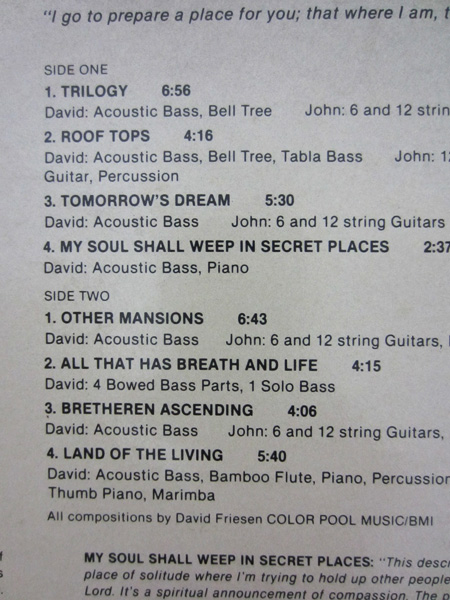 "I go to prepare a place for you; that where I am,
SIDE ONE
1. TRILOGY 6:56
David: Acoustic Bass, Bell Tree John: 6 and 12
2. ROOF TOPS 4:16
David: Acoustic Bass, Bell Tree, Tabla Bass John:
Guitar, Percussion
3. TOMORROW'S DREAM 5:30
David: Acoustic Bass John: 6 and 12 string Guitars
4. MY SOUL SHALL WEEP IN SECRET PLACES 2:37
David: Acoustic Bass, Piano
SIDE TWO
1. OTHER MANSIONS 6:43
David: Acoustic Bass John: 6 and 12 string Guitars,
2. ALL THAT HAS BREATH AND LIFE 4:15
David: 4 Bowed Bass Parts, 1 Solo Bass
3. BRETHEREN ASCENDING 4:06
David: Acoustic Bass John: 6 and 12 string Guitars,
4. LAND OF THE LIVING 5:40
David: Acoustic Bass, Bamboo Flute, Piano,
Thumb Piano, Marimba
All compositions by David Friesen COLOR POOL MUSIC/BMI
MY SOUL SHALL WEEP IN SECRET PLACES: "This
place of solitude where I'm trying to hold up other people
Lord. It's a spiritual announcement of compassion. The